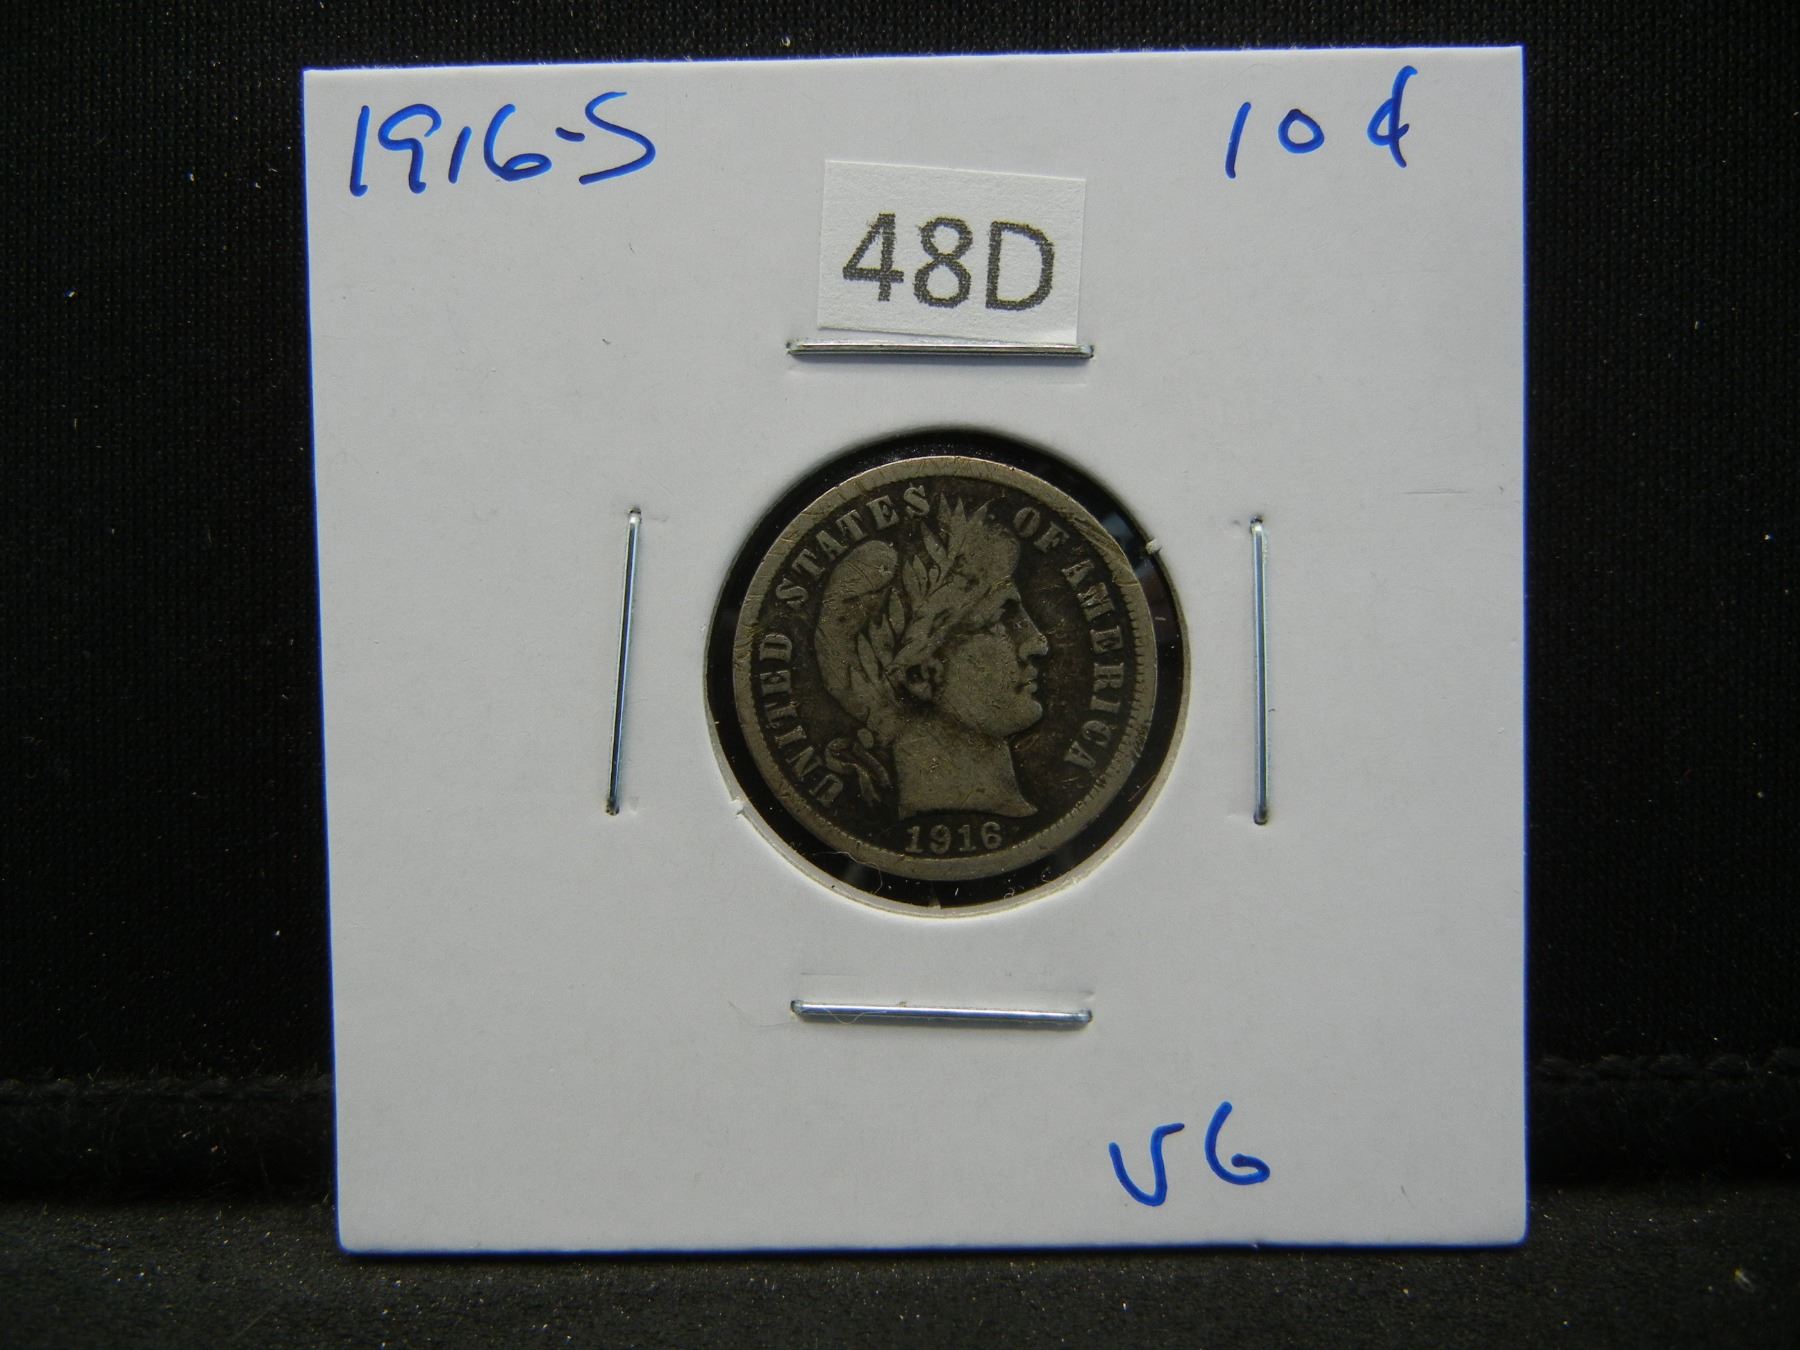 1916-S 10¢
48D
UNITED STATES OF AMERICA
1916
VG